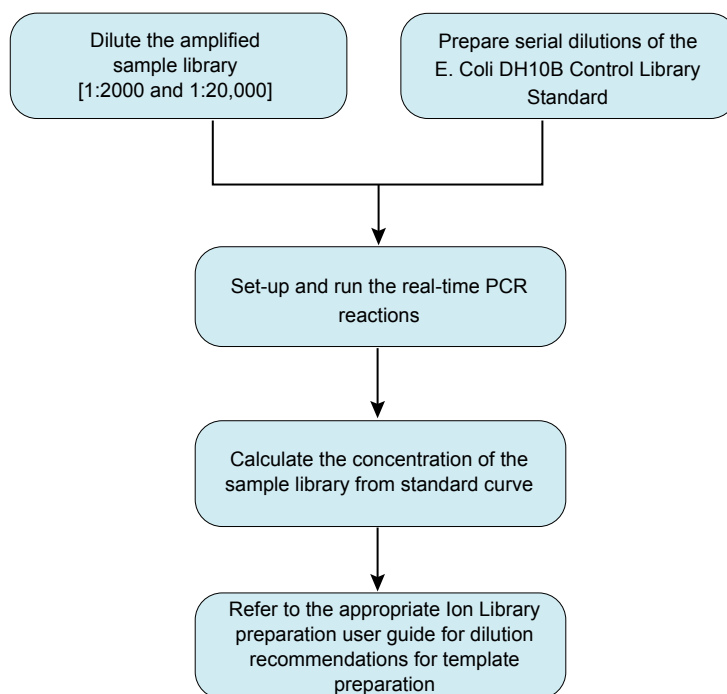 Dilute the amplified
sample library
[1:2000 and 1:20,000]
Prepare serial dilutions of the
E. Coli DH10B Control Library
Standard
Set-up and run the real-time PCR
reactions
Calculate the concentration of the
sample library from standard curve
Refer to the appropriate Ion Library
preparation user guide for dilution
recommendations for template
preparation